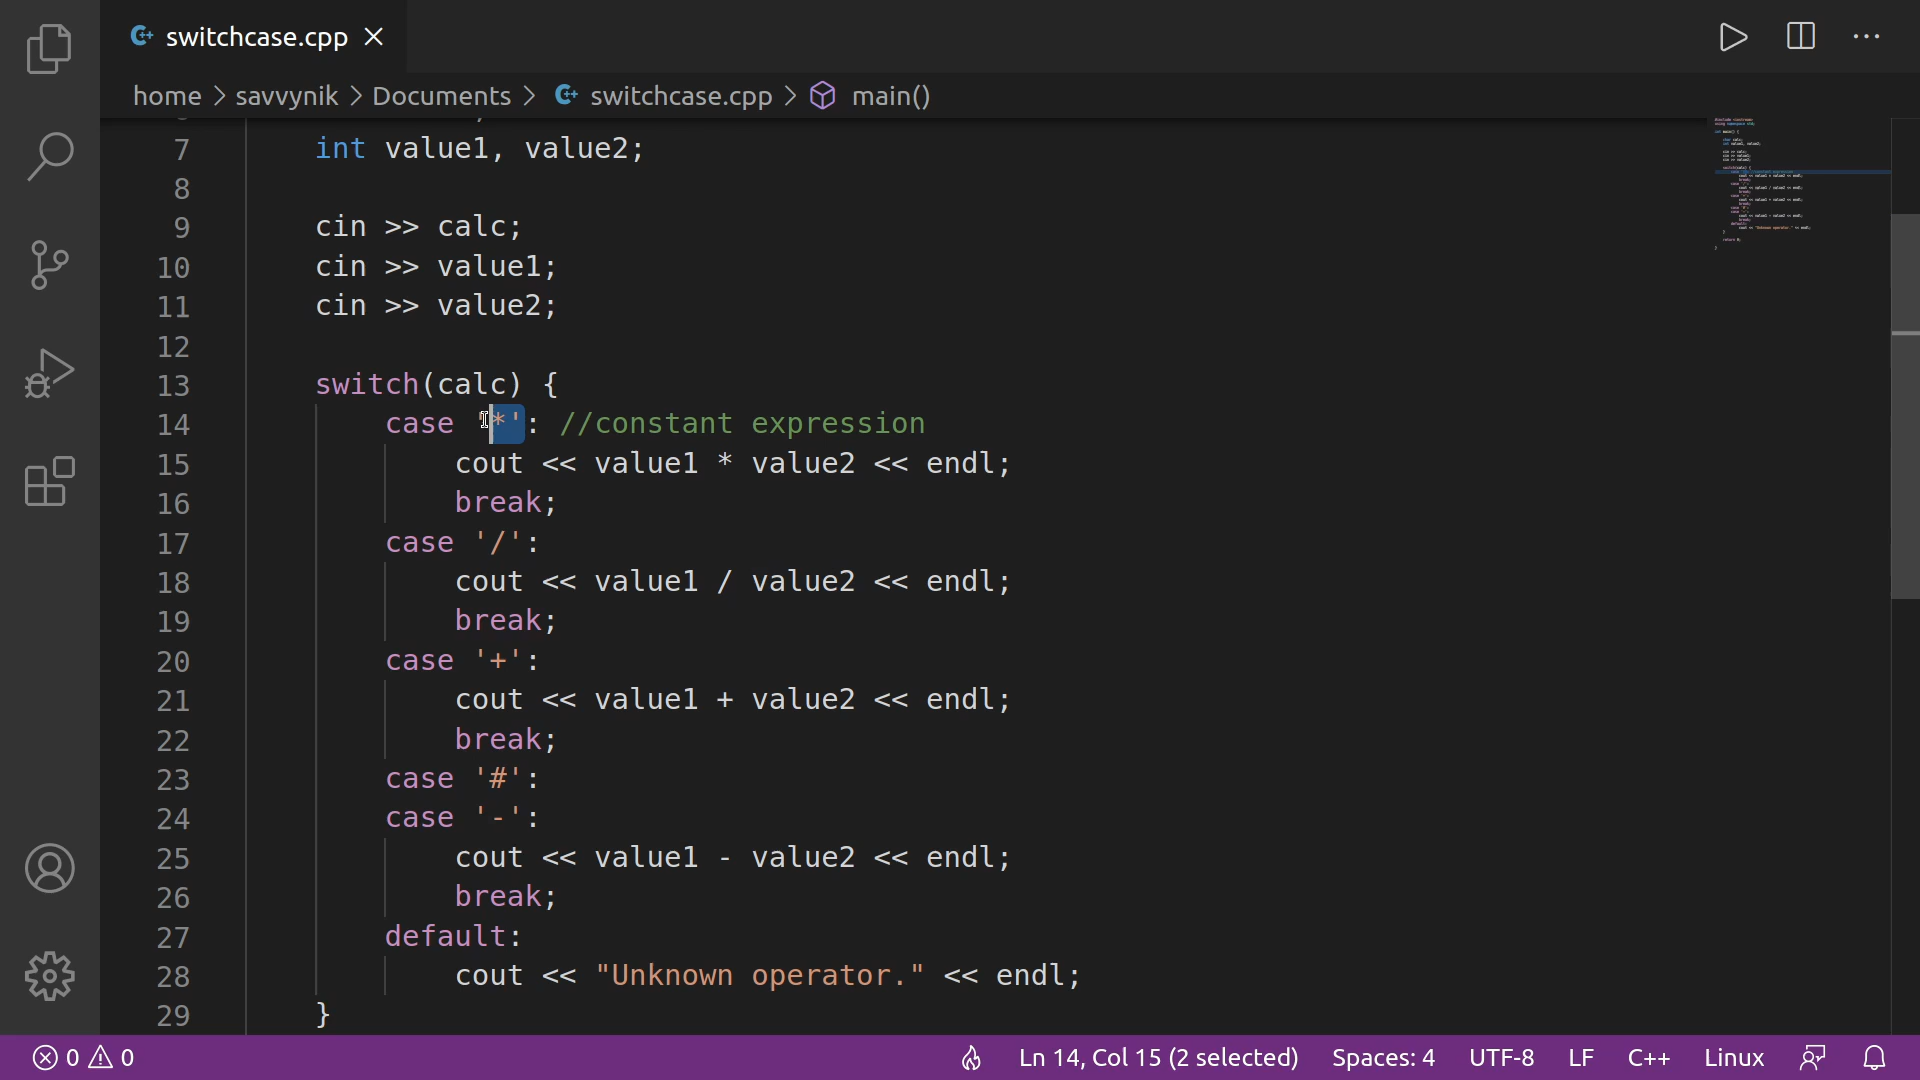 switchcase.cpp
home > savvynik > Documents > switchcase.cpp > main()
7 int value1, value2;
8
9 cin >> calc;
10 cin >> value1;
11 cin >> value2;
12
13 switch(calc) {
14 case '*': //constant expression
15 cout << value1 * value2 << endl;
16 break;
17 case '/':
18 cout << value1 / value2 << endl;
19 break;
20 case '+':
21 cout << value1 + value2 << endl;
22 break;
23 case '#':
24 case '-':
25 cout << value1 - value2 << endl;
26 break;
27 default:
28 cout << "Unknown operator." << endl;
29 }
0 0 Ln 14, Col 15 (2 selected) Spaces: 4 UTF-8 LF C++ Linux